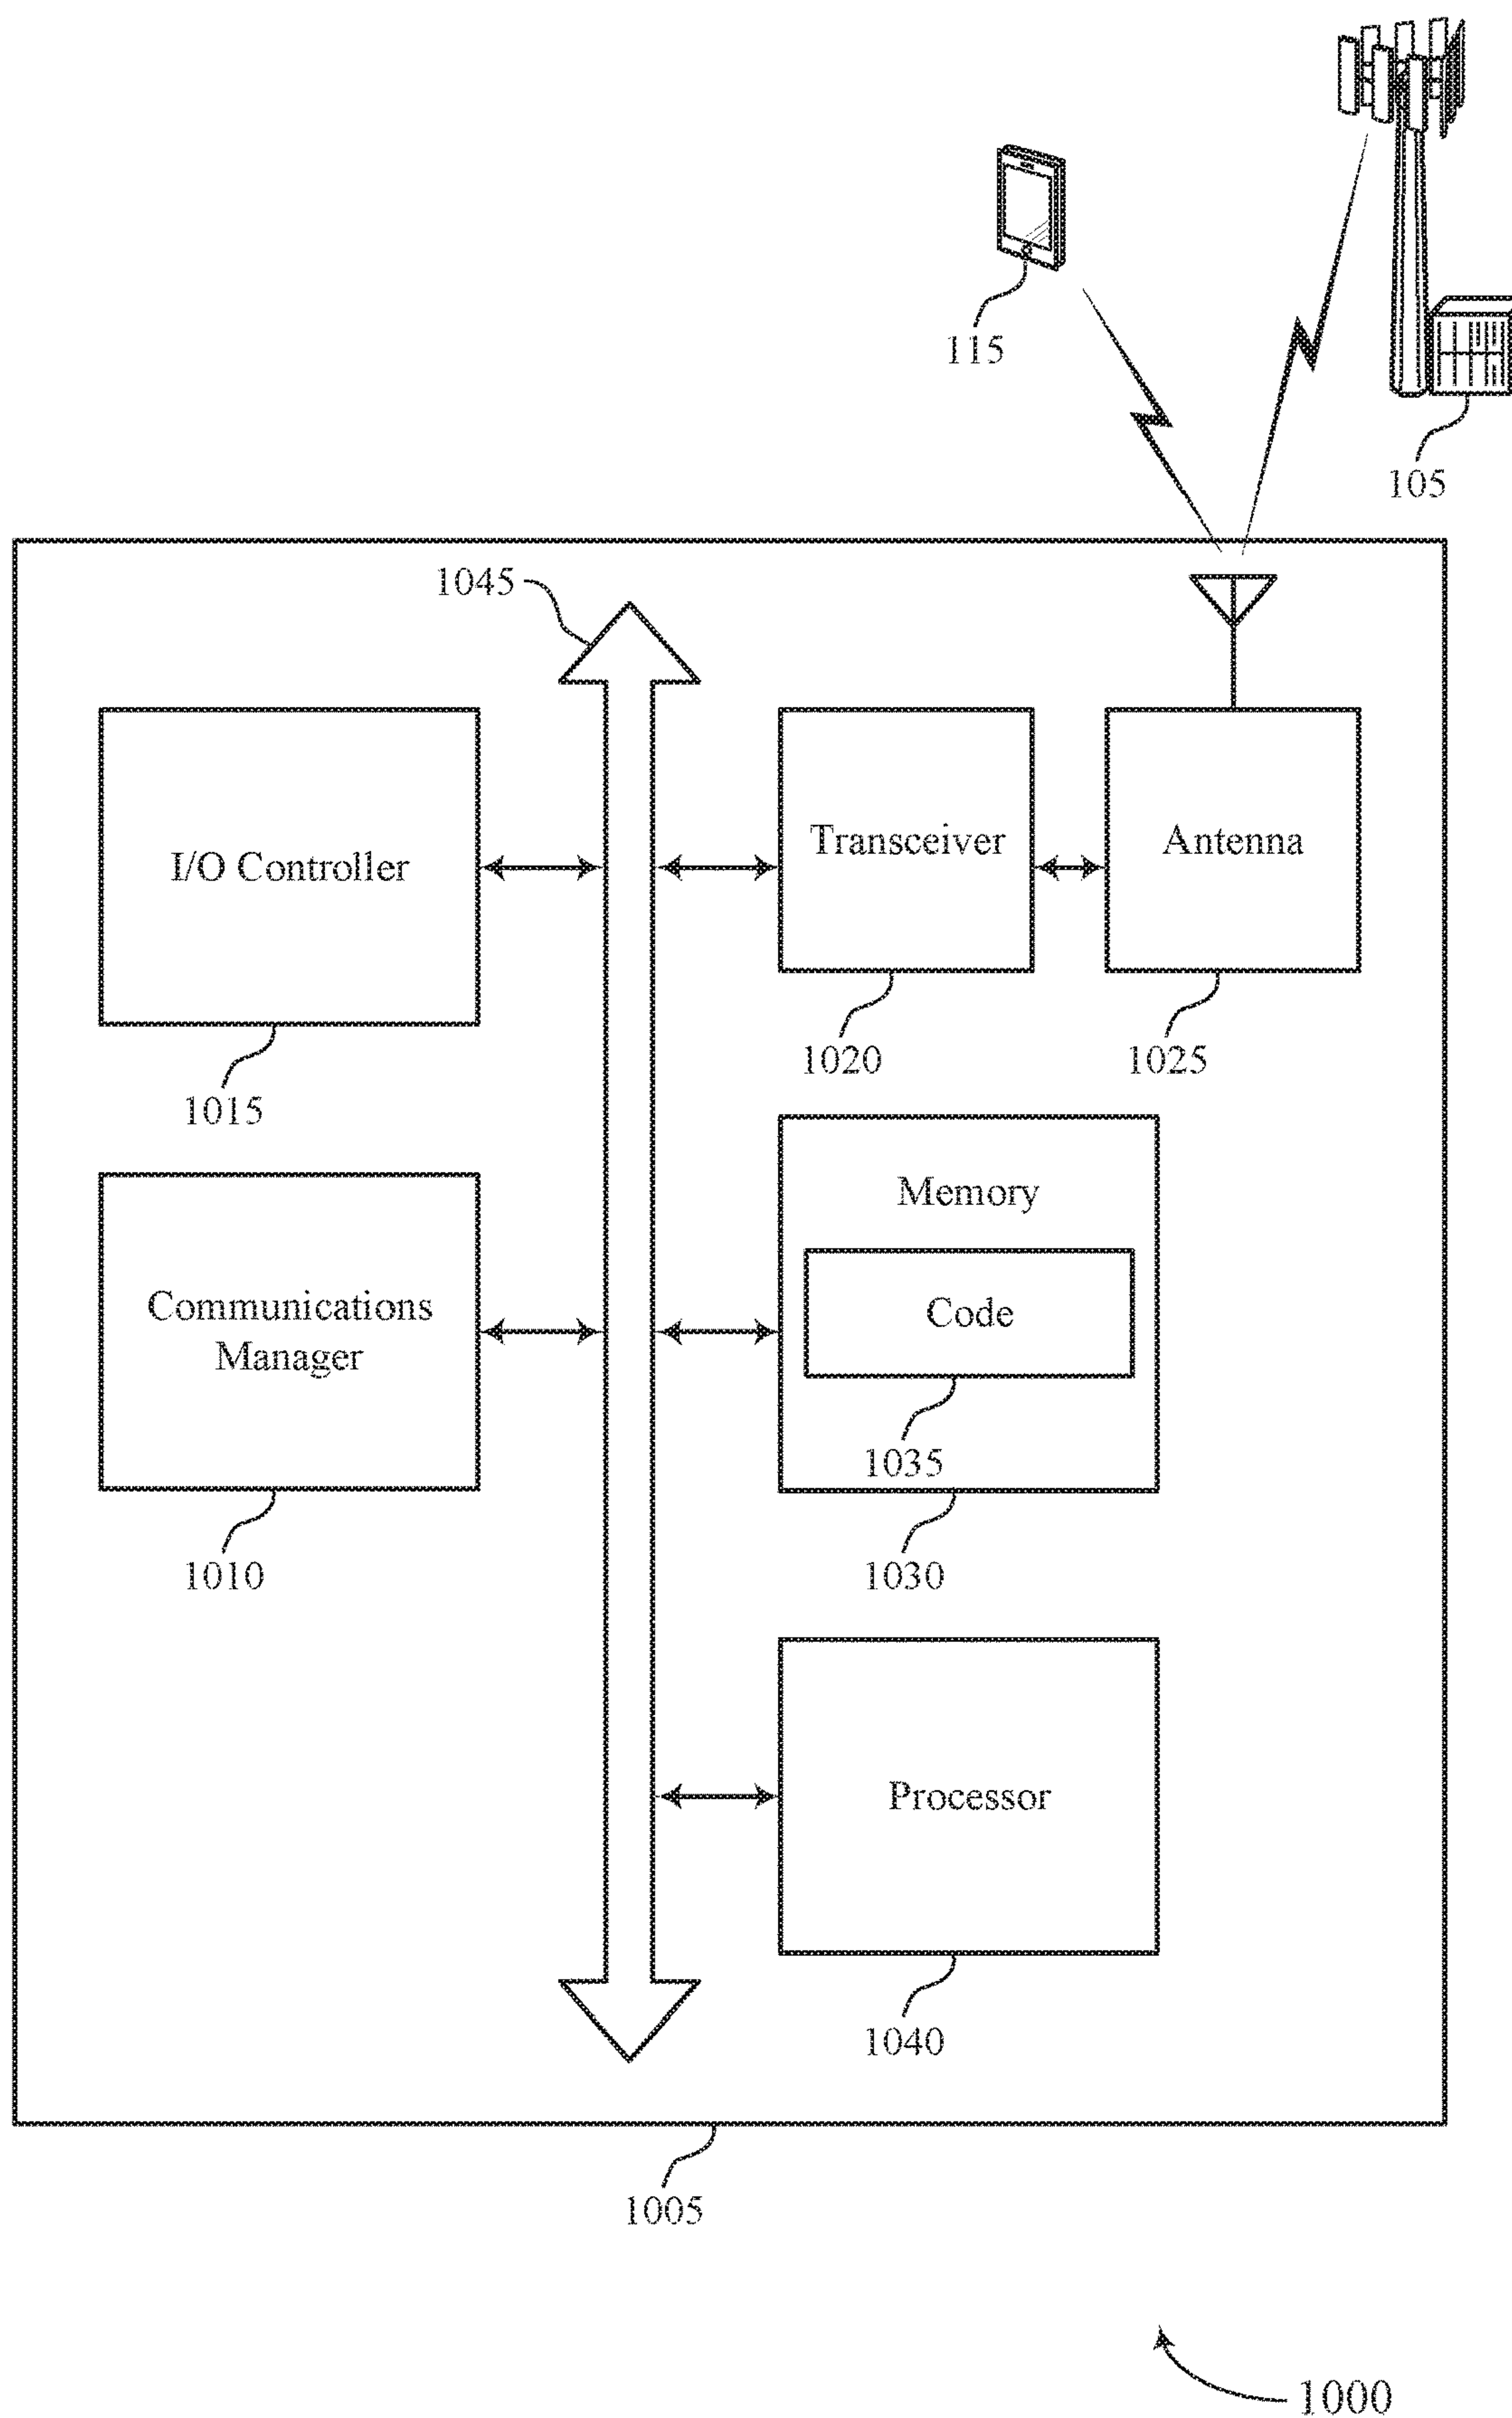 115
105
1045
I/O Controller
Transceiver
Antenna
1020
1025
1015
Memory
Communications
Manager
Code
1035
1010
1030
Processor
1040
1005
1000